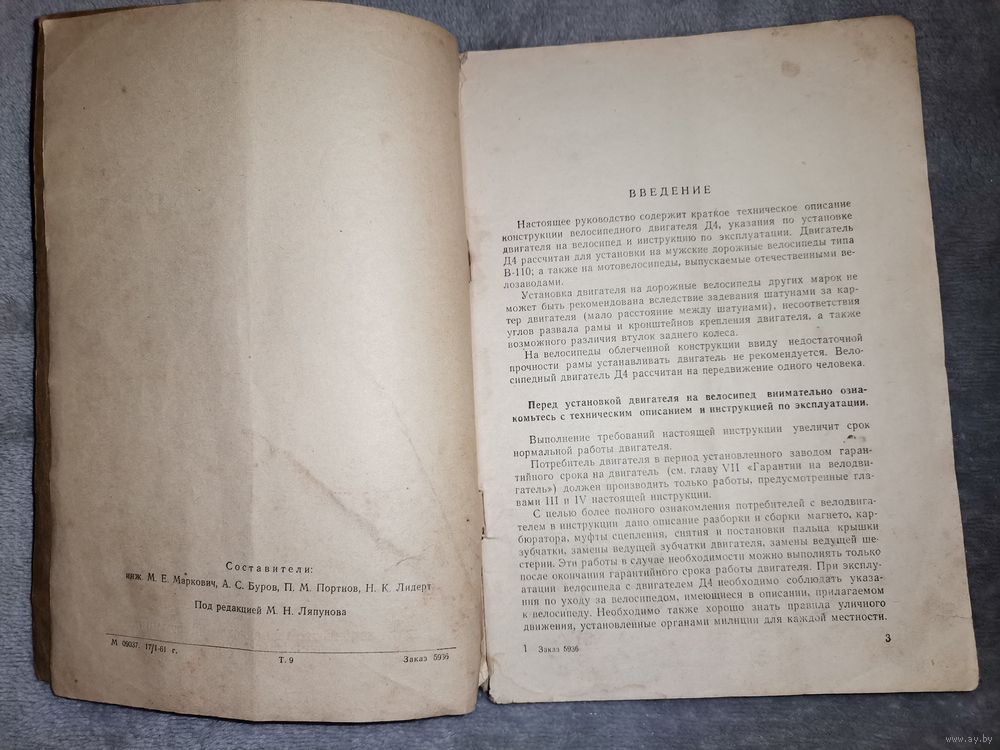 Составители:
инж. М. Е. Маркович, А. С. Буров, П. М. Портнов, Н. К. Лидерт
Под редакцией М. Н. Ляпунова
М 09037. 17/I-61 г.
Т. 9
Заказ 5936
ВВЕДЕНИЕ
Настоящее руководство содержит краткое техническое описание
конструкции велосипедного двигателя Д4, указания по установке
двигателя на велосипед и инструкцию по эксплуатации. Двигатель
Д4 рассчитан для установки на мужские дорожные велосипеды типа
В-110; а также на мотовелосипеды, выпускаемые отечественными ве-
лозаводами.
Установка двигателя на дорожные велосипеды других марок не
может быть рекомендована вследствие задевания шатунами за кар-
тер двигателя (мало расстояние между шатунами), несоответствия
углов развала рамы и кронштейнов крепления двигателя, а также
возможного различия втулок заднего колеса.
На велосипеды облегченной конструкции ввиду недостаточной
прочности рамы устанавливать двигатель не рекомендуется. Вело-
сипедный двигатель Д4 рассчитан на передвижение одного человека.
Перед установкой двигателя на велосипед внимательно озна-
комьтесь с техническим описанием и инструкцией по эксплуатации.
Выполнение требований настоящей инструкции увеличит срок
нормальной работы двигателя.
Потребитель двигателя в период установленного заводом гаран-
тийного срока на двигатель (см. главу VII «Гарантии на велодви-
гатель») должен производить только работы, предусмотренные гла-
вами III и IV настоящей инструкции.
С целью более полного ознакомления потребителей с велодвига-
телем в инструкции дано описание разборки и сборки магнето, кар-
бюратора, муфты сцепления, снятия и постановки пальца крышки
зубчатки, замены ведущей зубчатки двигателя, замены ведущей ше-
стерни. Эти работы в случае необходимости можно выполнять только
после окончания гарантийного срока работы двигателя. При эксплу-
атации велосипеда с двигателем Д4 необходимо соблюдать указа-
ния по уходу за велосипедом, имеющиеся в описании, прилагаемом
к велосипеду. Необходимо также хорошо знать правила уличного
движения, установленные органами милиции для каждой местности.
1 Заказ 5936
3
www.ay.by